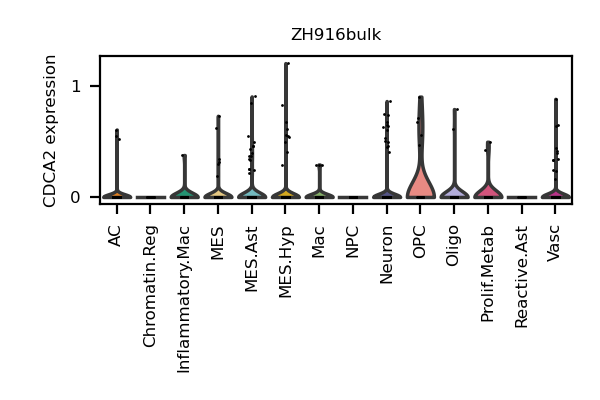 ZH916bulk
CDCA2 expression
1
0
AC
Chromatin.Reg
Inflammatory.Mac
MES
MES.Ast
MES.Hyp
Mac
NPC
Neuron
OPC
Oligo
Prolif.Metab
Reactive.Ast
Vasc